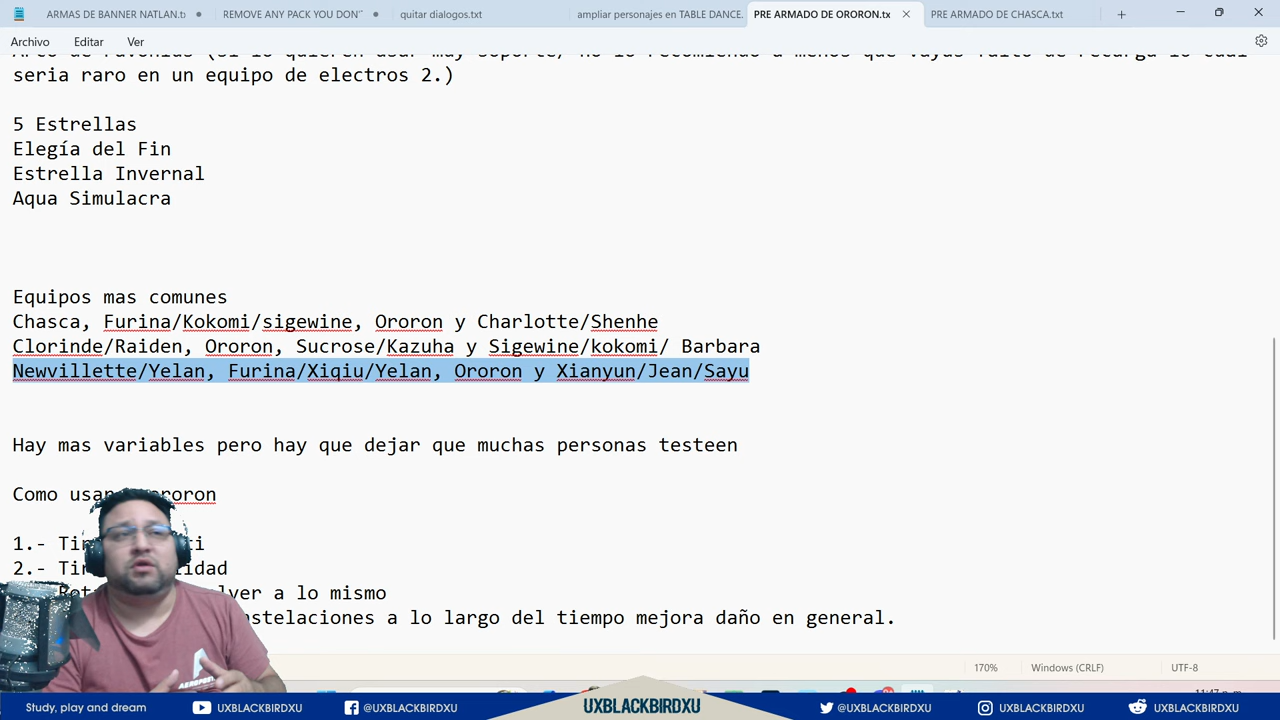 ARMAS DE BANNER NATLAN.t
REMOVE ANY PACK YOU DON'
quitar dialogos.txt
ampliar personajes en TABLE DANCE.
PRE ARMADO DE ORORON.tx
PRE ARMADO DE CHASCA.txt
Archivo
Editar
Ver
seria raro en un equipo de electros 2.)
5 Estrellas
Elegía del Fin
Estrella Invernal
Aqua Simulacra
Equipos mas comunes
Chasca, Furina/Kokomi/sigewine, Ororon y Charlotte/Shenhe
Clorinde/Raiden, Ororon, Sucrose/Kazuha y Sigewine/kokomi/ Barbara
Newvillette/Yelan, Furina/Xiqiu/Yelan, Ororon y Xianyun/Jean/Sayu
Hay mas variables pero hay que dejar que muchas personas testeen
Como usar ororon
1.- Ti
2.- Ti lidad
lver a lo mismo
nstelaciones a lo largo del tiempo mejora daño en general.
170%
Windows (CRLF)
UTF-8
Study, play and dream
UXBLACKBIRDXU
@UXBLACKBIRDXU
UXBLACKBIRDXU
@UXBLACKBIRDXU
UXBLACKBIRDXU
UXBLACKBIRDXU